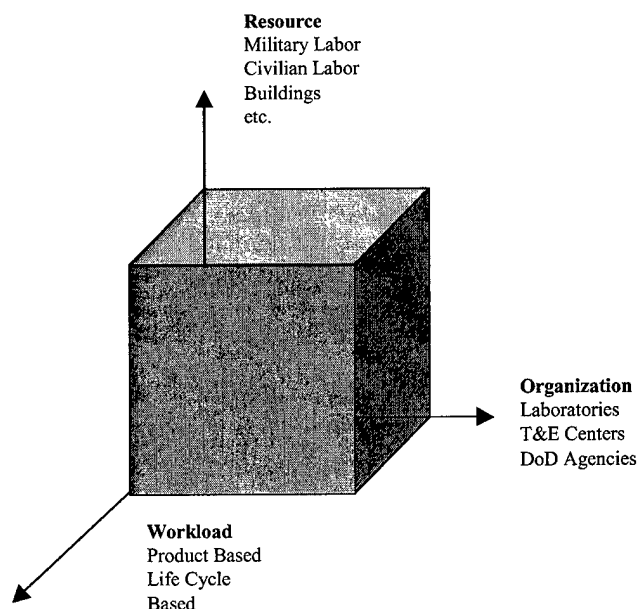 Resource
Military Labor
Civilian Labor
Buildings
etc.
Organization
Laboratories
T&E Centers
DoD Agencies
Workload
Product Based
Life Cycle
Based